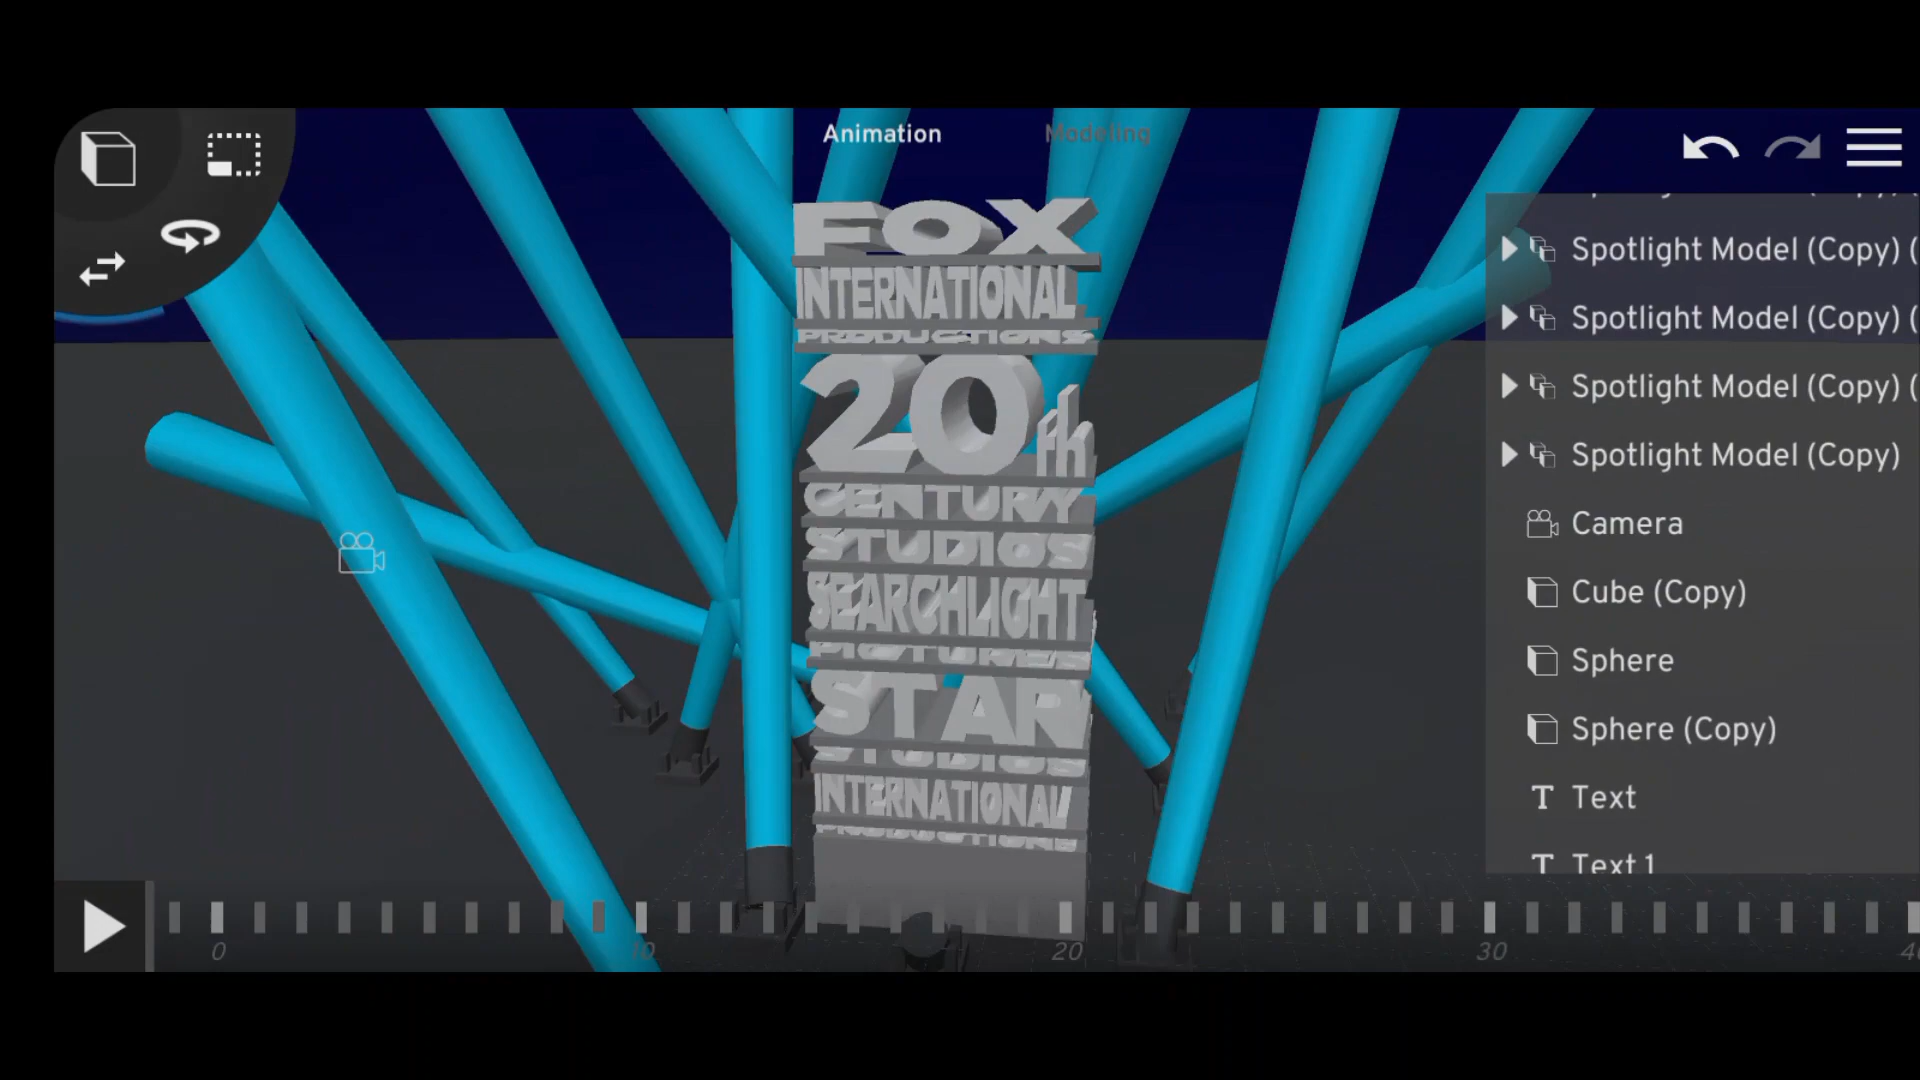 Animation
Modeling
FOX
INTERNATIONAL
PRODUCTIONS
20th
CENTURY
STUDIOS
SEARCHLIGHT
PICTURES
STAR
STUDIOS
INTERNATIONAL
PRODUCTIONS
Spotlight Model (Copy) (
Spotlight Model (Copy) (
Spotlight Model (Copy) (
Spotlight Model (Copy)
Camera
Cube (Copy)
Sphere
Sphere (Copy)
T Text
T Text 1
0 10 20 30 40